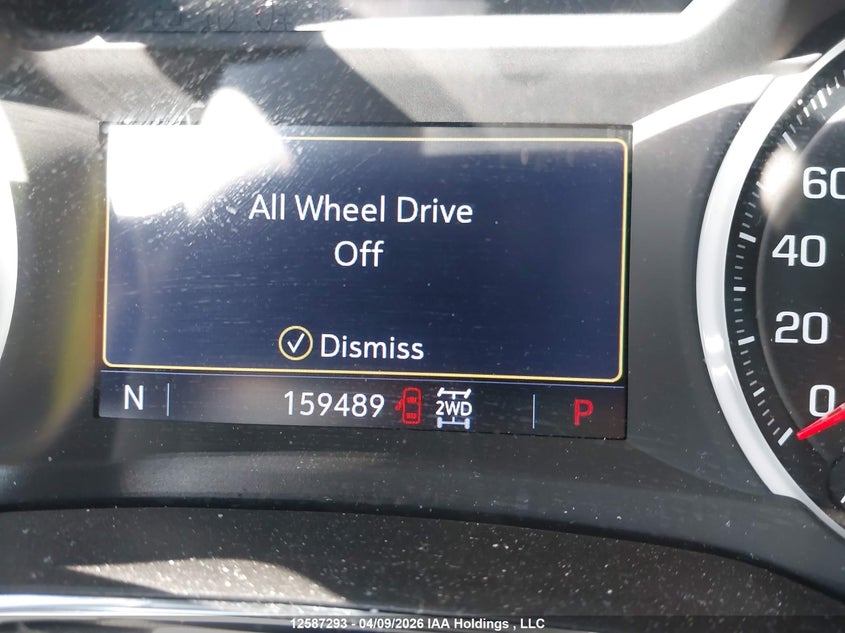 All Wheel Drive
Off
Dismiss
N 159489 2WD P
60
40
20
0
12587293 - 04/09/2026 IAA Holdings , LLC